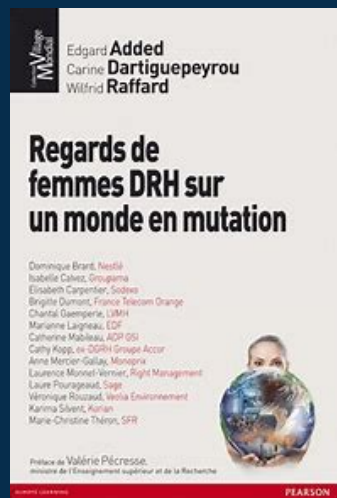 Collection
Village
Mondial
Edgard Added
Carine Dartiguepeyrou
Wilfrid Raffard
Regards de
femmes DRH sur
un monde en mutation
Dominique Brard, Nestlé
Isabelle Calvez, Groupama
Elisabeth Carpentier, Sodexo
Brigitte Dumont, France Telecom Orange
Chantal Gaemperle, LVMH
Marianne Laigneau, EDF
Catherine Mabileau, ADP GSI
Cathy Kopp, ex-DGRH Groupe Accor
Anne Mercier-Gallay, Monoprix
Laurence Monnet-Vernier, Right Management
Laure Pourageaud, Sage
Véronique Rouzaud, Veolia Environnement
Karima Silvent, Korian
Marie-Christine Théron, SFR
Préface de Valérie Pécresse,
ministre de l'Enseignement supérieur et de la Recherche
ALWAYS LEARNING
PEARSON